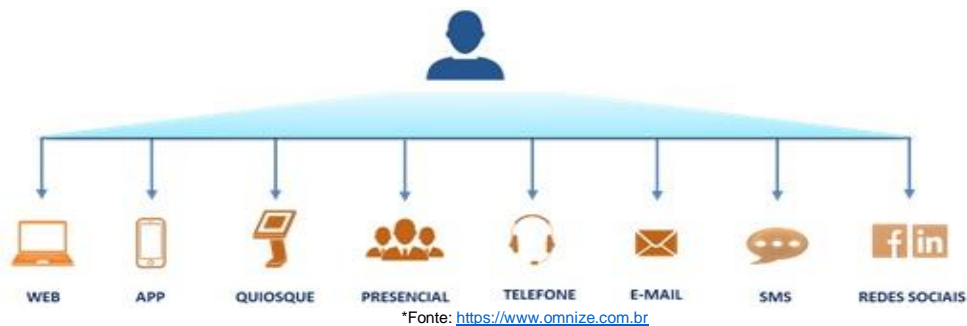 WEB APP QUIOSQUE PRESENCIAL TELEFONE E-MAIL SMS REDES SOCIAIS
*Fonte: https://www.omnize.com.br